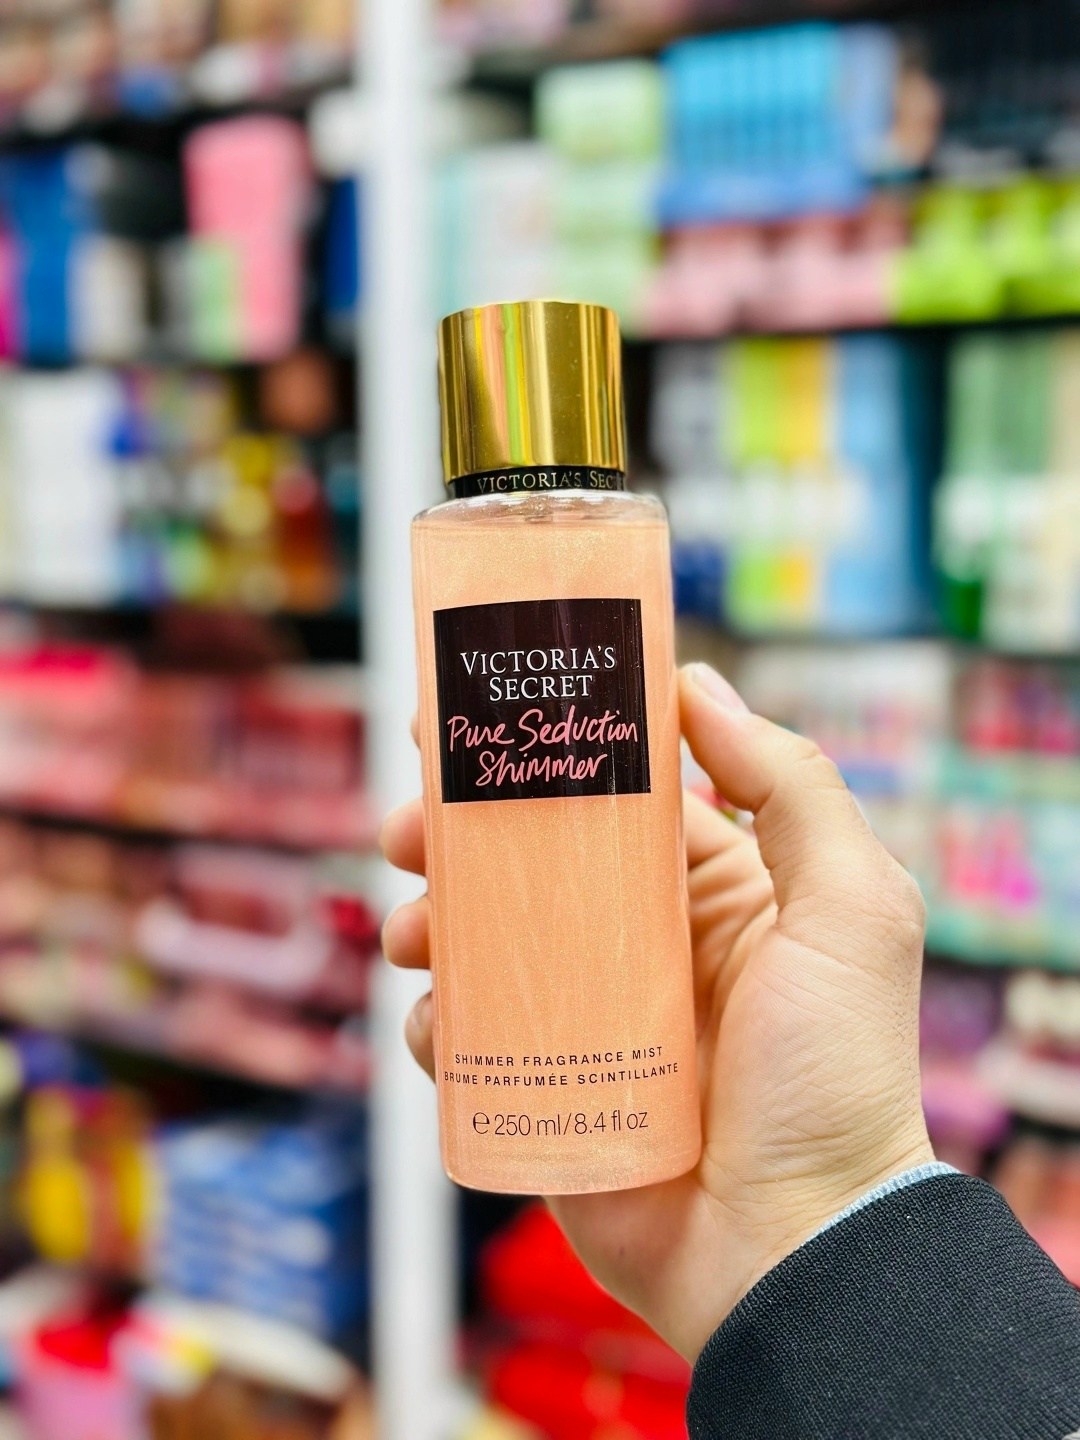 VICTORIA'S SEC
VICTORIA'S
SECRET
Pure Seduction
Shimmer
SHIMMER FRAGRANCE MIST
BRUME PARFUMÉE SCINTILLANTE
℮ 250 ml/8.4 fl oz